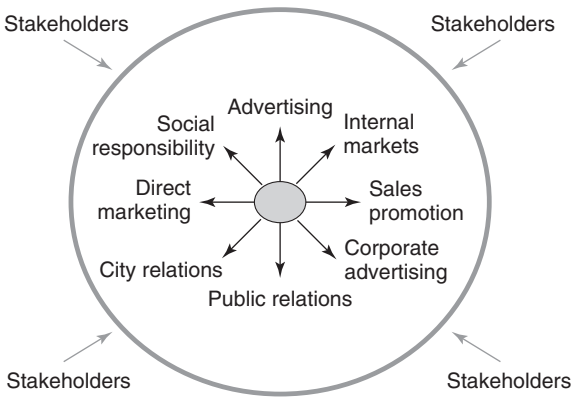 Stakeholders
Stakeholders
Advertising
Social
responsibility
Internal
markets
Direct
marketing
Sales
promotion
City relations
Corporate
advertising
Public relations
Stakeholders
Stakeholders